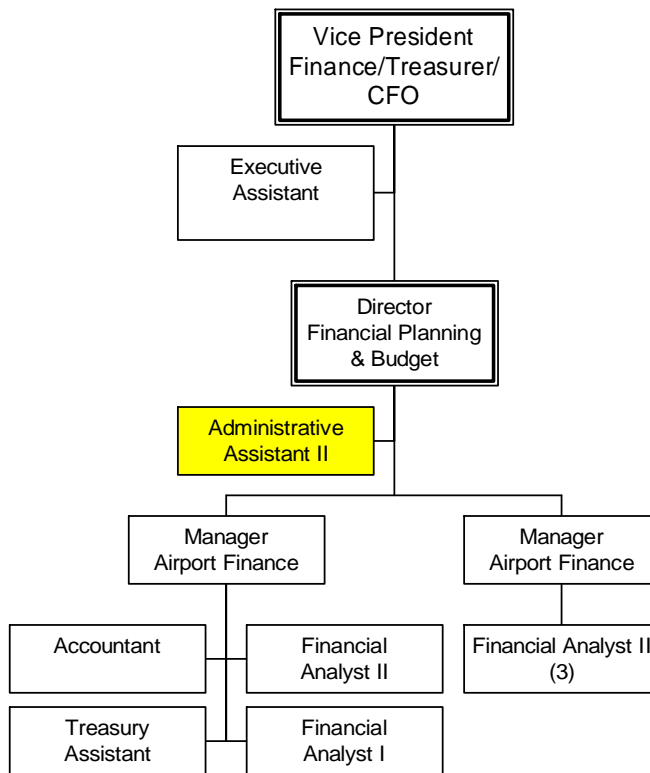 Vice President
Finance/Treasurer/
CFO
Executive
Assistant
Director
Financial Planning
& Budget
Administrative
Assistant II
Manager
Airport Finance
Manager
Airport Finance
Accountant
Financial
Analyst II
Financial Analyst II
(3)
Treasury
Assistant
Financial
Analyst I